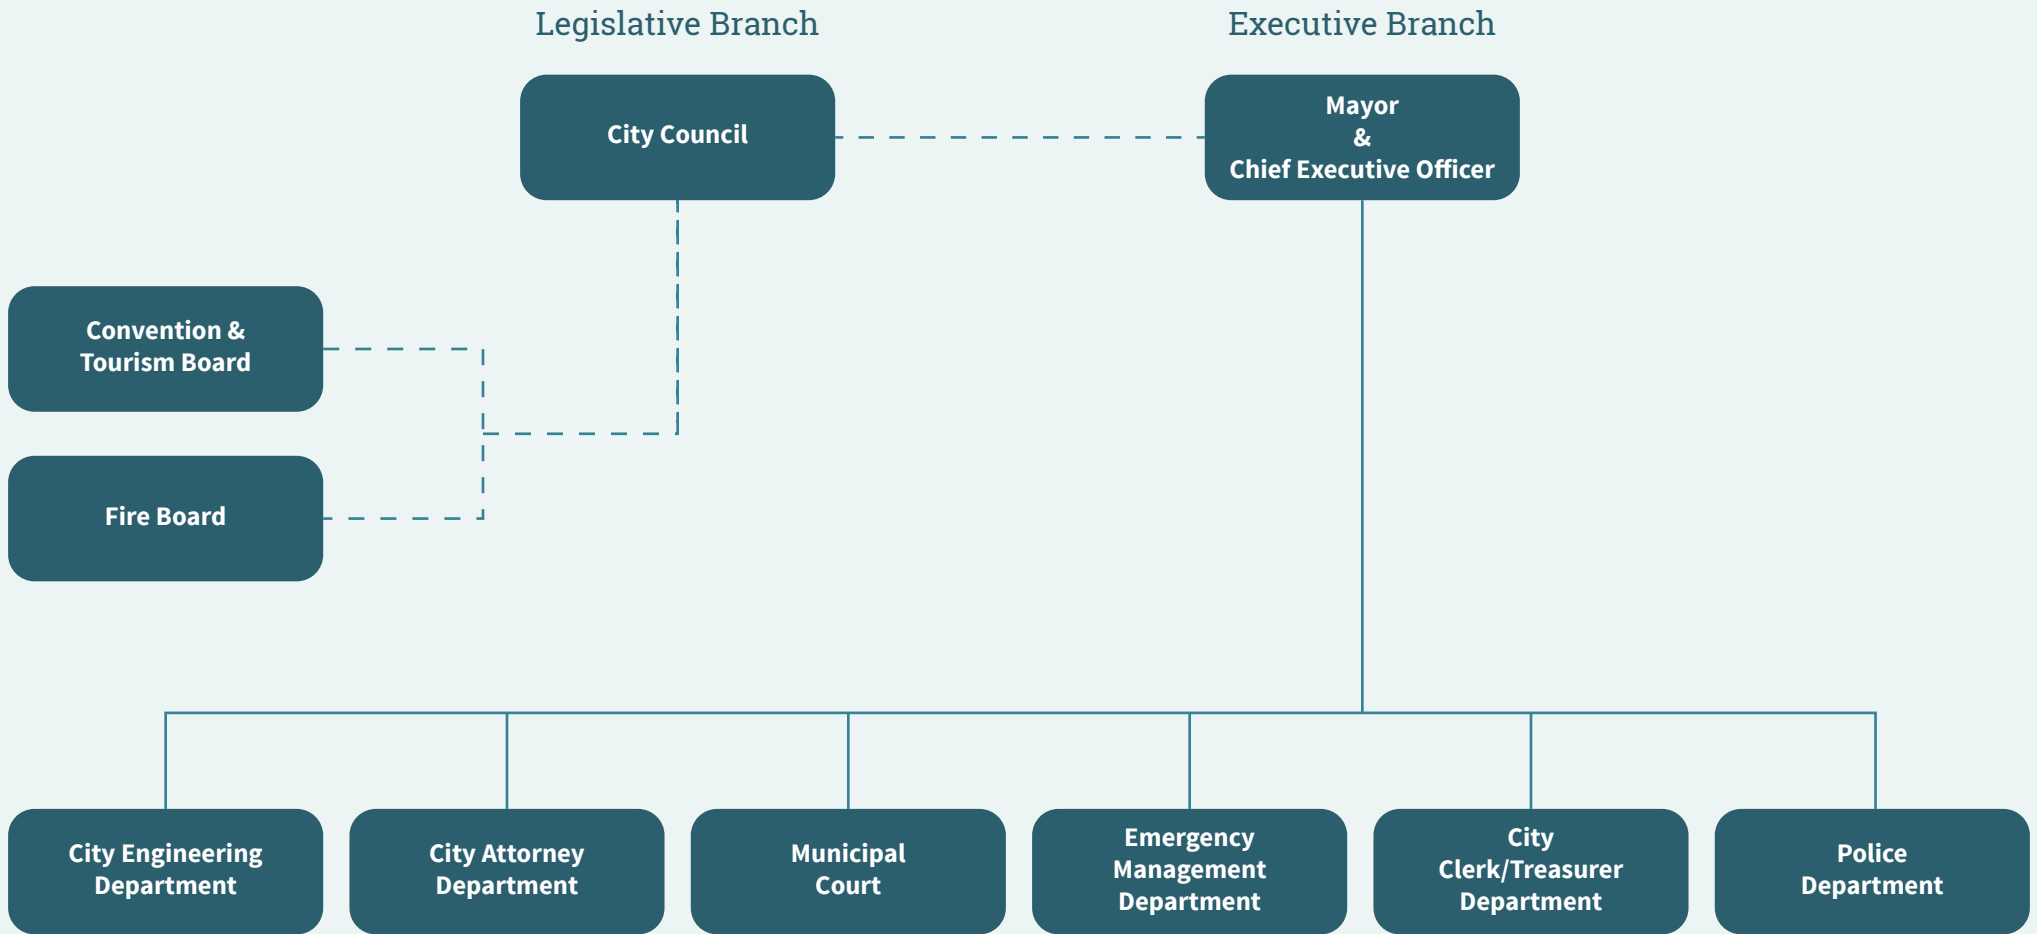 Legislative Branch
Executive Branch
City Council
Mayor
&
Chief Executive Officer
Convention &
Tourism Board
Fire Board
City Engineering
Department
City Attorney
Department
Municipal
Court
Emergency
Management
Department
City
Clerk/Treasurer
Department
Police
Department